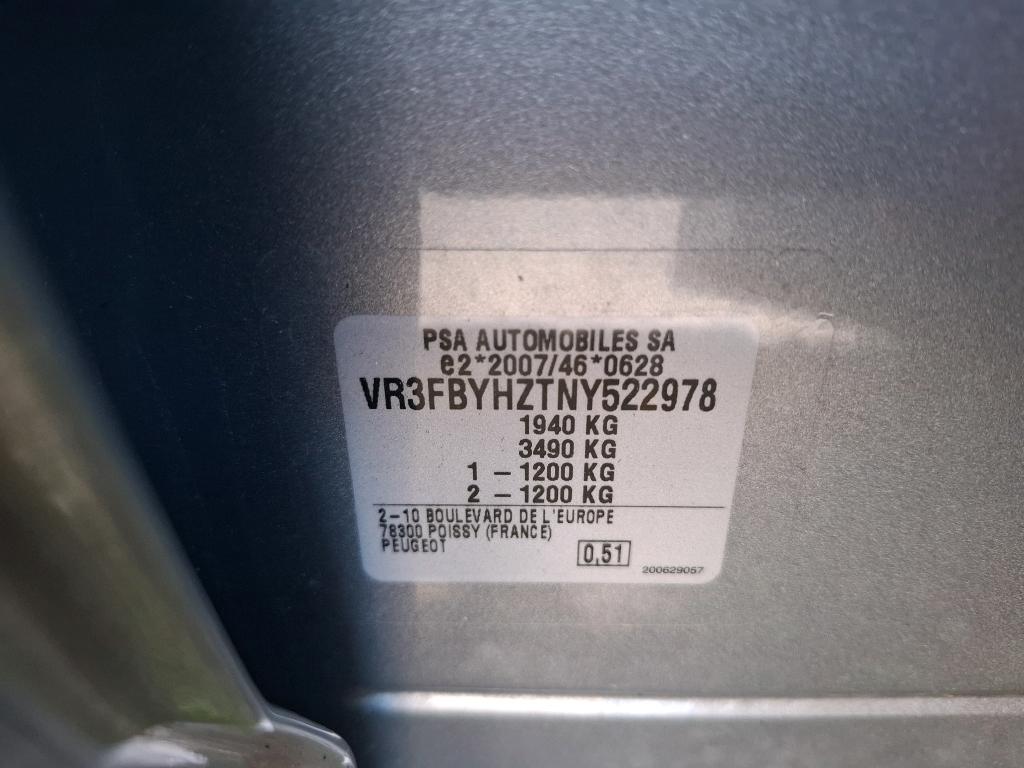 PSA AUTOMOBILES SA
e2*2007/46*0628
VR3FBYHZTNY522978
1940 KG
3490 KG
1 – 1200 KG
2 – 1200 KG
2–10 BOULEVARD DE L'EUROPE
78300 POISSY (FRANCE)
PEUGEOT
0,51
200629057